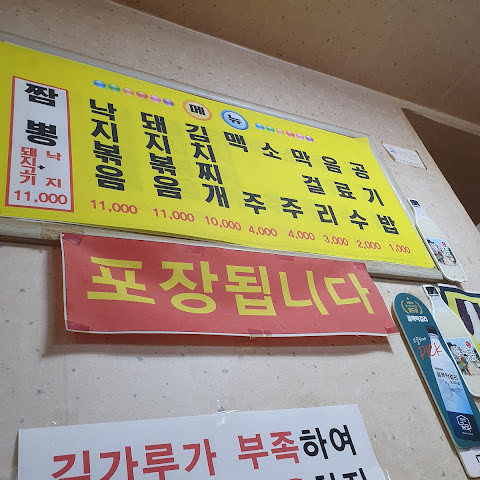 메뉴
짬뽕
돼지고기
+
낙지
11,000
낙지볶음
11,000
돼지볶음
11,000
김치찌개
10,000
맥주
4,000
소주
4,000
막걸리
3,000
음료수
2,000
공기밥
1,000
포장됩니다
김가루가 부족하여
PICK